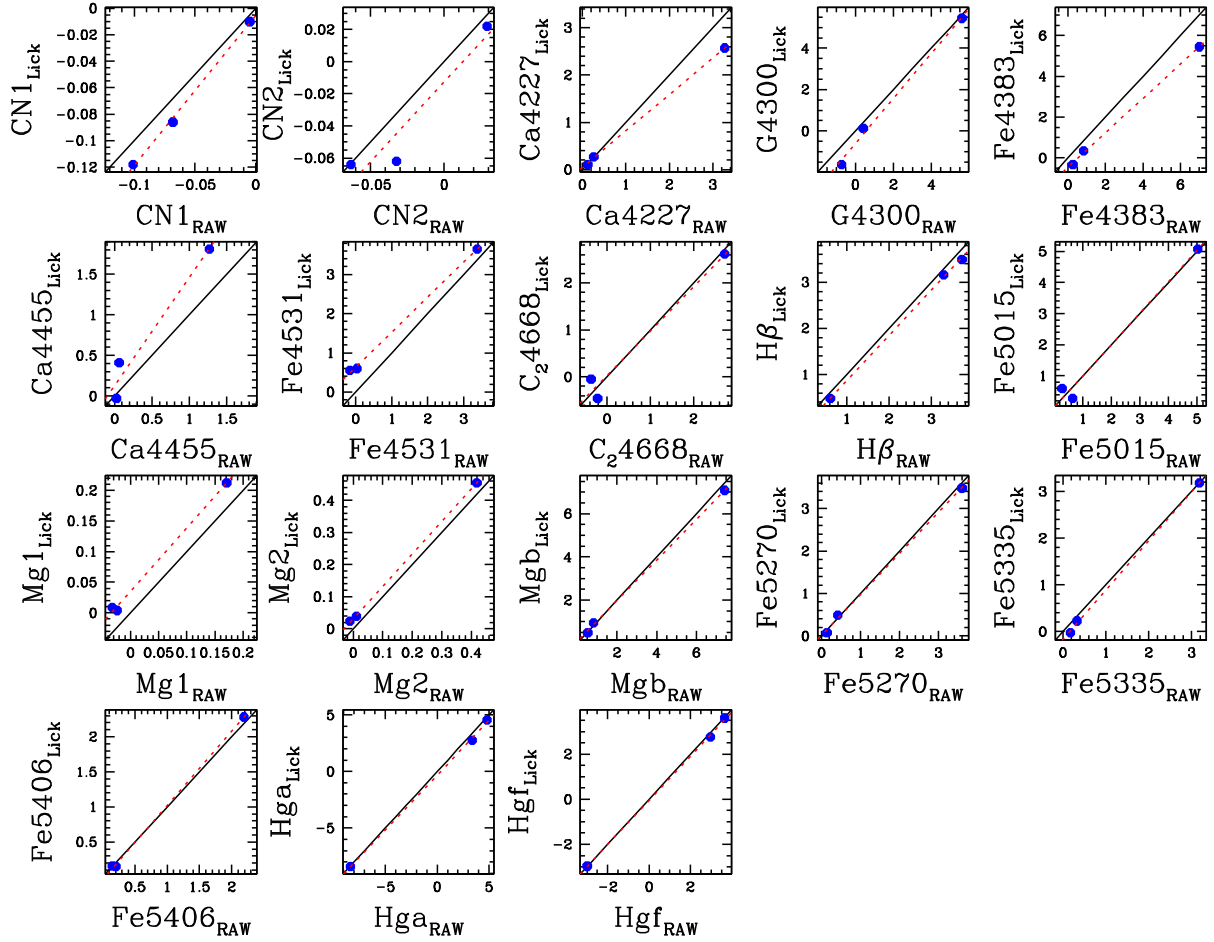 CN1Lick
0
−0.02
−0.04
−0.06
−0.08
−0.1
−0.12
−0.1 −0.05 0
CN1RAW
CN2Lick
0.02
0
−0.02
−0.04
−0.06
−0.05 0
CN2RAW
Ca4227Lick
3
2
1
0
0 1 2 3
Ca4227RAW
G4300Lick
4
2
0
0 2 4
G4300RAW
Fe4383Lick
6
4
2
0
0 2 4 6
Fe4383RAW
Ca4455Lick
1.5
1
0.5
0
0 0.5 1 1.5
Ca4455RAW
Fe4531Lick
3
2
1
0
0 1 2 3
Fe4531RAW
C24668Lick
2
1
0
0 1 2
C24668RAW
HβLick
3
2
1
1 2 3
HβRAW
Fe5015Lick
5
4
3
2
1
1 2 3 4 5
Fe5015RAW
Mg1Lick
0.2
0.15
0.1
0.05
0
0 0.05 0.1 0.15 0.2
Mg1RAW
Mg2Lick
0.4
0.3
0.2
0.1
0
0 0.1 0.2 0.3 0.4
Mg2RAW
MgbLick
6
4
2
2 4 6
MgbRAW
Fe5270Lick
3
2
1
0
0 1 2 3
Fe5270RAW
Fe5335Lick
3
2
1
0
0 1 2 3
Fe5335RAW
Fe5406Lick
2
1.5
1
0.5
0.5 1 1.5 2
Fe5406RAW
HgaLick
5
0
−5
−5 0 5
HgaRAW
HgfLick
2
0
−2
−2 0 2
HgfRAW